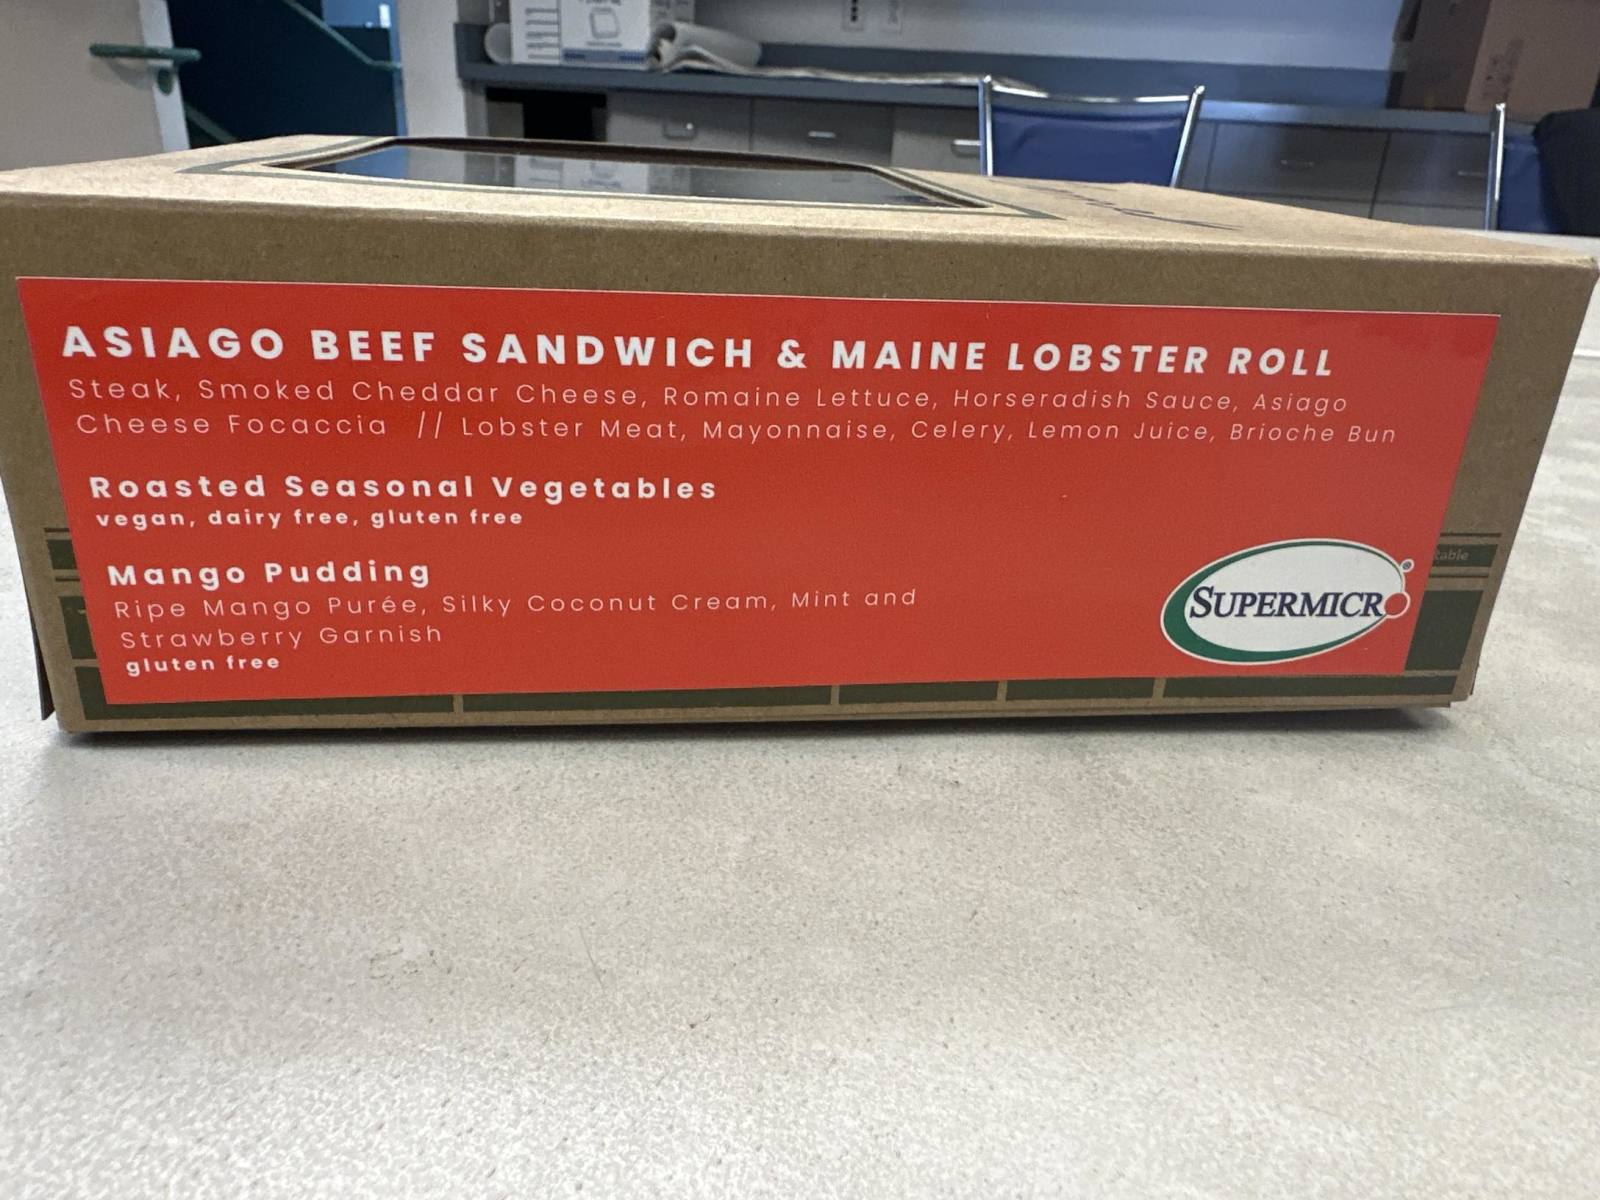 ASIAGO BEEF SANDWICH & MAINE LOBSTER ROLL
Steak, Smoked Cheddar Cheese, Romaine Lettuce, Horseradish Sauce, Asiago
Cheese Focaccia // Lobster Meat, Mayonnaise, Celery, Lemon Juice, Brioche Bun
Roasted Seasonal Vegetables
vegan, dairy free, gluten free
Mango Pudding
Ripe Mango Purée, Silky Coconut Cream, Mint and
Strawberry Garnish
gluten free
SUPERMICRO